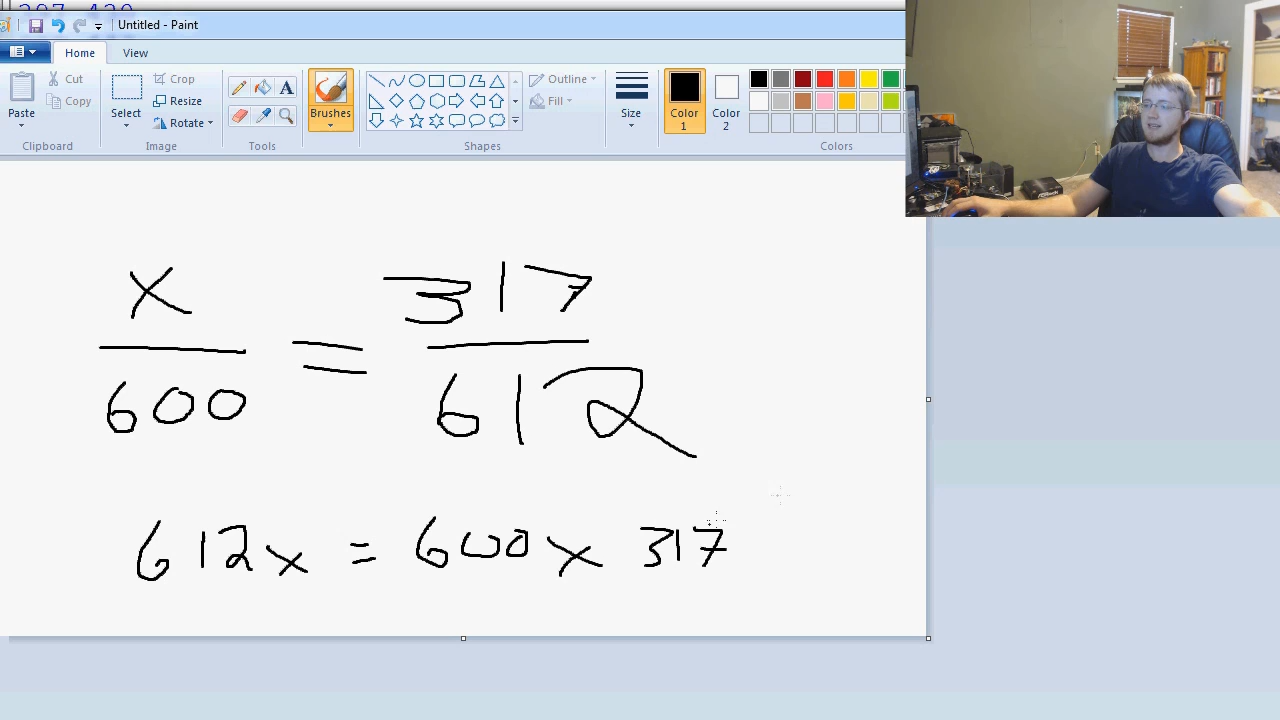 Untitled - Paint
Home View
Paste Cut Copy
Clipboard
Select Crop Resize Rotate
Image
A
Tools
Brushes
Outline Fill
Shapes
Size
Color 1 Color 2
Colors
x 317
— = —
600 612
612x = 600 x 317